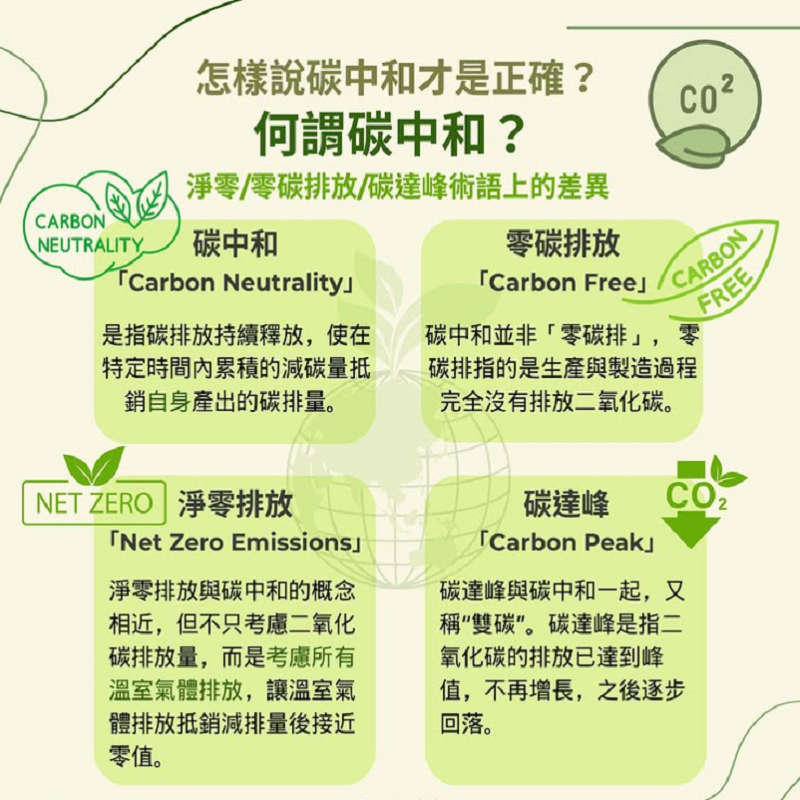 怎樣說碳中和才是正確？
何謂碳中和？
CO²
淨零/零碳排放/碳達峰術語上的差異
CARBON
NEUTRALITY
碳中和
「Carbon Neutrality」
是指碳排放持續釋放，使在
特定時間內累積的減碳量抵
銷自身產出的碳排量。
零碳排放
「Carbon Free」
CARBON
FREE
碳中和並非「零碳排」，零
碳排指的是生產與製造過程
完全沒有排放二氧化碳。
NET ZERO
淨零排放
「Net Zero Emissions」
淨零排放與碳中和的概念
相近，但不只考慮二氧化
碳排放量，而是考慮所有
溫室氣體排放，讓溫室氣
體排放抵銷減排量後接近
零值。
碳達峰
「Carbon Peak」
CO₂
碳達峰與碳中和一起，又
稱“雙碳”。碳達峰是指二
氧化碳的排放已達到峰
值，不再增長，之後逐步
回落。